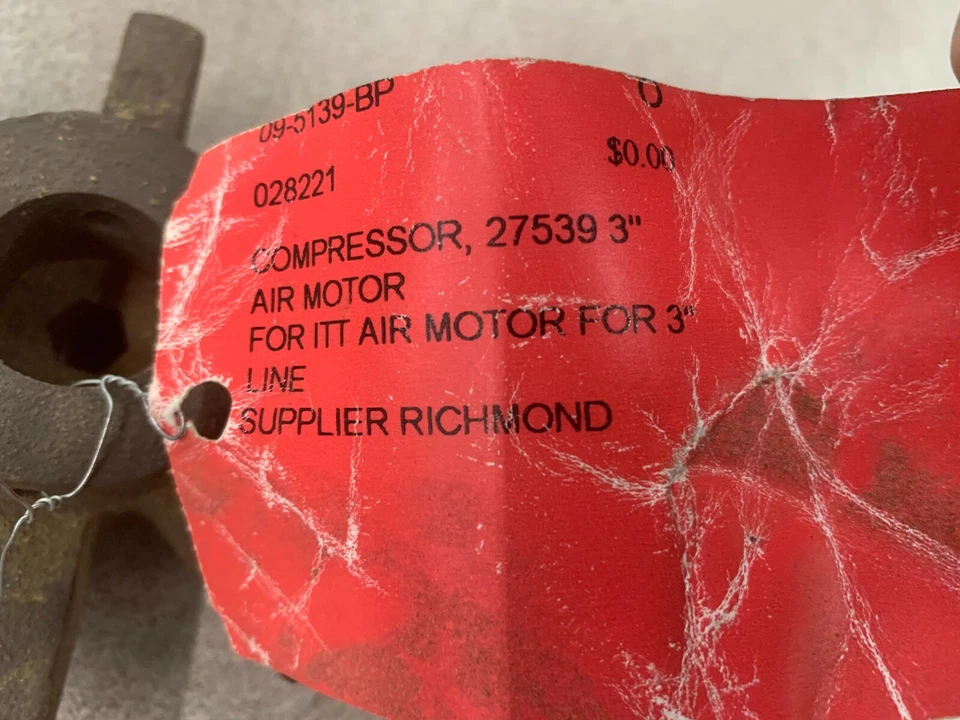 09-5139-BP 0
028221 $0.00
COMPRESSOR, 27539 3"
AIR MOTOR
FOR ITT AIR MOTOR FOR 3"
LINE
SUPPLIER RICHMOND